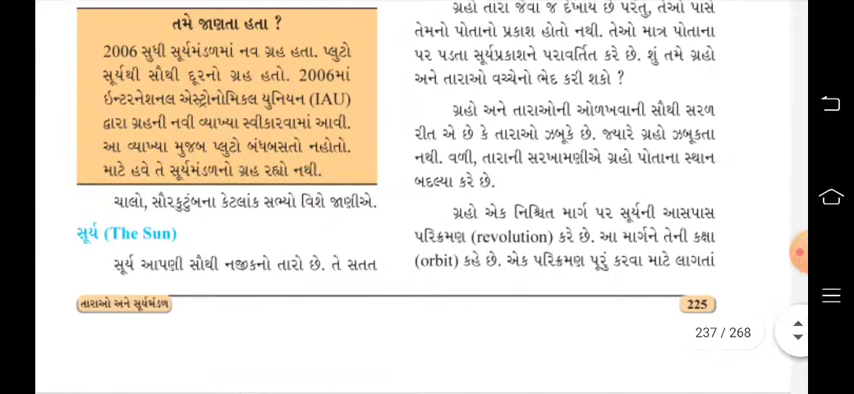 તમે જાણતા હતા ?
2006 સુધી સૂર્યમંડળમાં નવ ગ્રહ હતા. પ્લુટો
સૂર્યથી સૌથી દૂરનો ગ્રહ હતો. 2006માં
ઇન્ટરનેશનલ એસ્ટ્રોનોમિકલ યુનિયન (IAU)
દ્વારા ગ્રહની નવી વ્યાખ્યા સ્વીકારવામાં આવી.
આ વ્યાખ્યા મુજબ પ્લુટો બંધબસતો નહોતો.
માટે હવે તે સૂર્યમંડળનો ગ્રહ રહ્યો નથી.
ચાલો, સૌરકુટુંબના કેટલાંક સભ્યો વિશે જાણીએ.
સૂર્ય (The Sun)
સૂર્ય આપણી સૌથી નજીકનો તારો છે. તે સતત
ગ્રહો તારા જેવા જ દેખાય છે પરંતુ, તેઓ પાસે
તેમનો પોતાનો પ્રકાશ હોતો નથી. તેઓ માત્ર પોતાના
પર પડતા સૂર્યપ્રકાશને પરાવર્તિત કરે છે. શું તમે ગ્રહો
અને તારાઓ વચ્ચેનો ભેદ કરી શકો ?
ગ્રહો અને તારાઓની ઓળખવાની સૌથી સરળ
રીત એ છે કે તારાઓ ઝબૂકે છે. જ્યારે ગ્રહો ઝબૂકતા
નથી. વળી, તારાની સરખામણીએ ગ્રહો પોતાના સ્થાન
બદલ્યા કરે છે.
ગ્રહો એક નિશ્ચિત માર્ગ પર સૂર્યની આસપાસ
પરિક્રમણ (revolution) કરે છે. આ માર્ગને તેની કક્ષા
(orbit) કહે છે. એક પરિક્રમણ પૂરું કરવા માટે લાગતાં
તારાઓ અને સૂર્યમંડળ
225
237 / 268